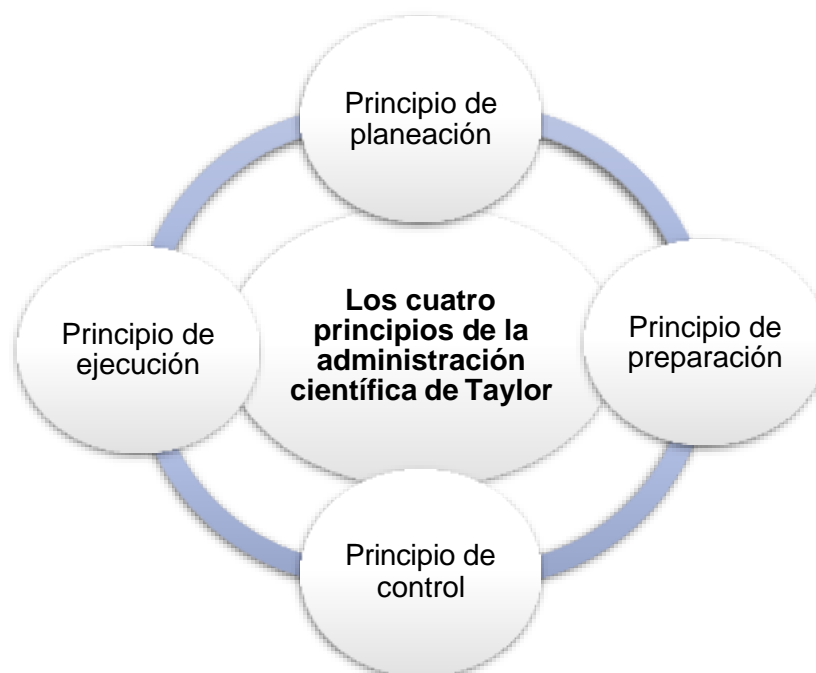 Principio de
planeación
Los cuatro
principios de la
administración
científica de Taylor
Principio de
preparación
Principio de
control
Principio de
ejecución